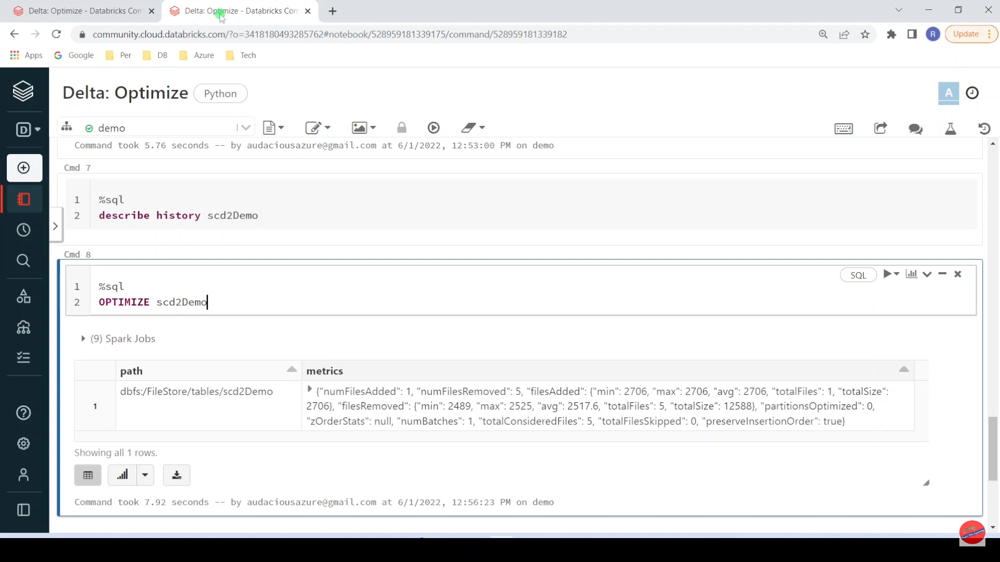 Delta: Optimize - Databricks Com
Delta: Optimize - Databricks Com
community.cloud.databricks.com/?o=3418180493285762#notebook/528959181339175/command/528959181339182
R
Update
Apps
Google
Per
DB
Azure
Tech
Delta: Optimize
Python
A
D
demo
Command took 5.76 seconds -- by audaciousazure@gmail.com at 6/1/2022, 12:53:00 PM on demo
Cmd 7
1 %sql
2 describe history scd2Demo
Cmd 8
SQL
1 %sql
2 OPTIMIZE scd2Demo
(9) Spark Jobs
path metrics
1 dbfs:/FileStore/tables/scd2Demo {"numFilesAdded": 1, "numFilesRemoved": 5, "filesAdded": {"min": 2706, "max": 2706, "avg": 2706, "totalFiles": 1, "totalSize":
2706}, "filesRemoved": {"min": 2489, "max": 2525, "avg": 2517.6, "totalFiles": 5, "totalSize": 12588}, "partitionsOptimized": 0,
"zOrderStats": null, "numBatches": 1, "totalConsideredFiles": 5, "totalFilesSkipped": 0, "preserveInsertionOrder": true}
Showing all 1 rows.
Command took 7.92 seconds -- by audaciousazure@gmail.com at 6/1/2022, 12:56:23 PM on demo